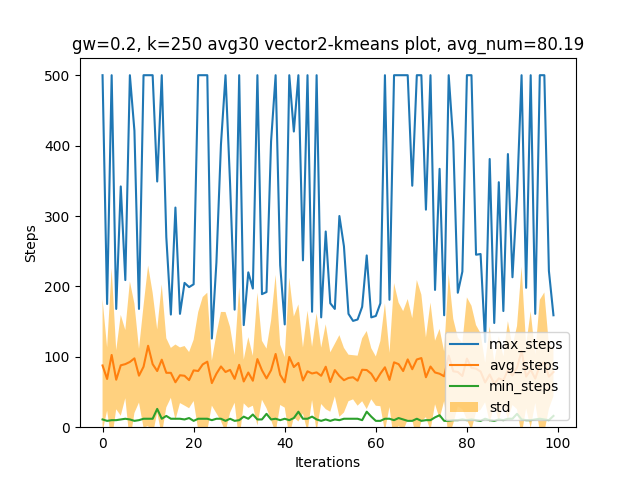 gw=0.2, k=250 avg30 vector2-kmeans plot, avg_num=80.19
500
400
300
200
100
0
Steps
max_steps
avg_steps
min_steps
std
0
20
40
60
80
100
Iterations